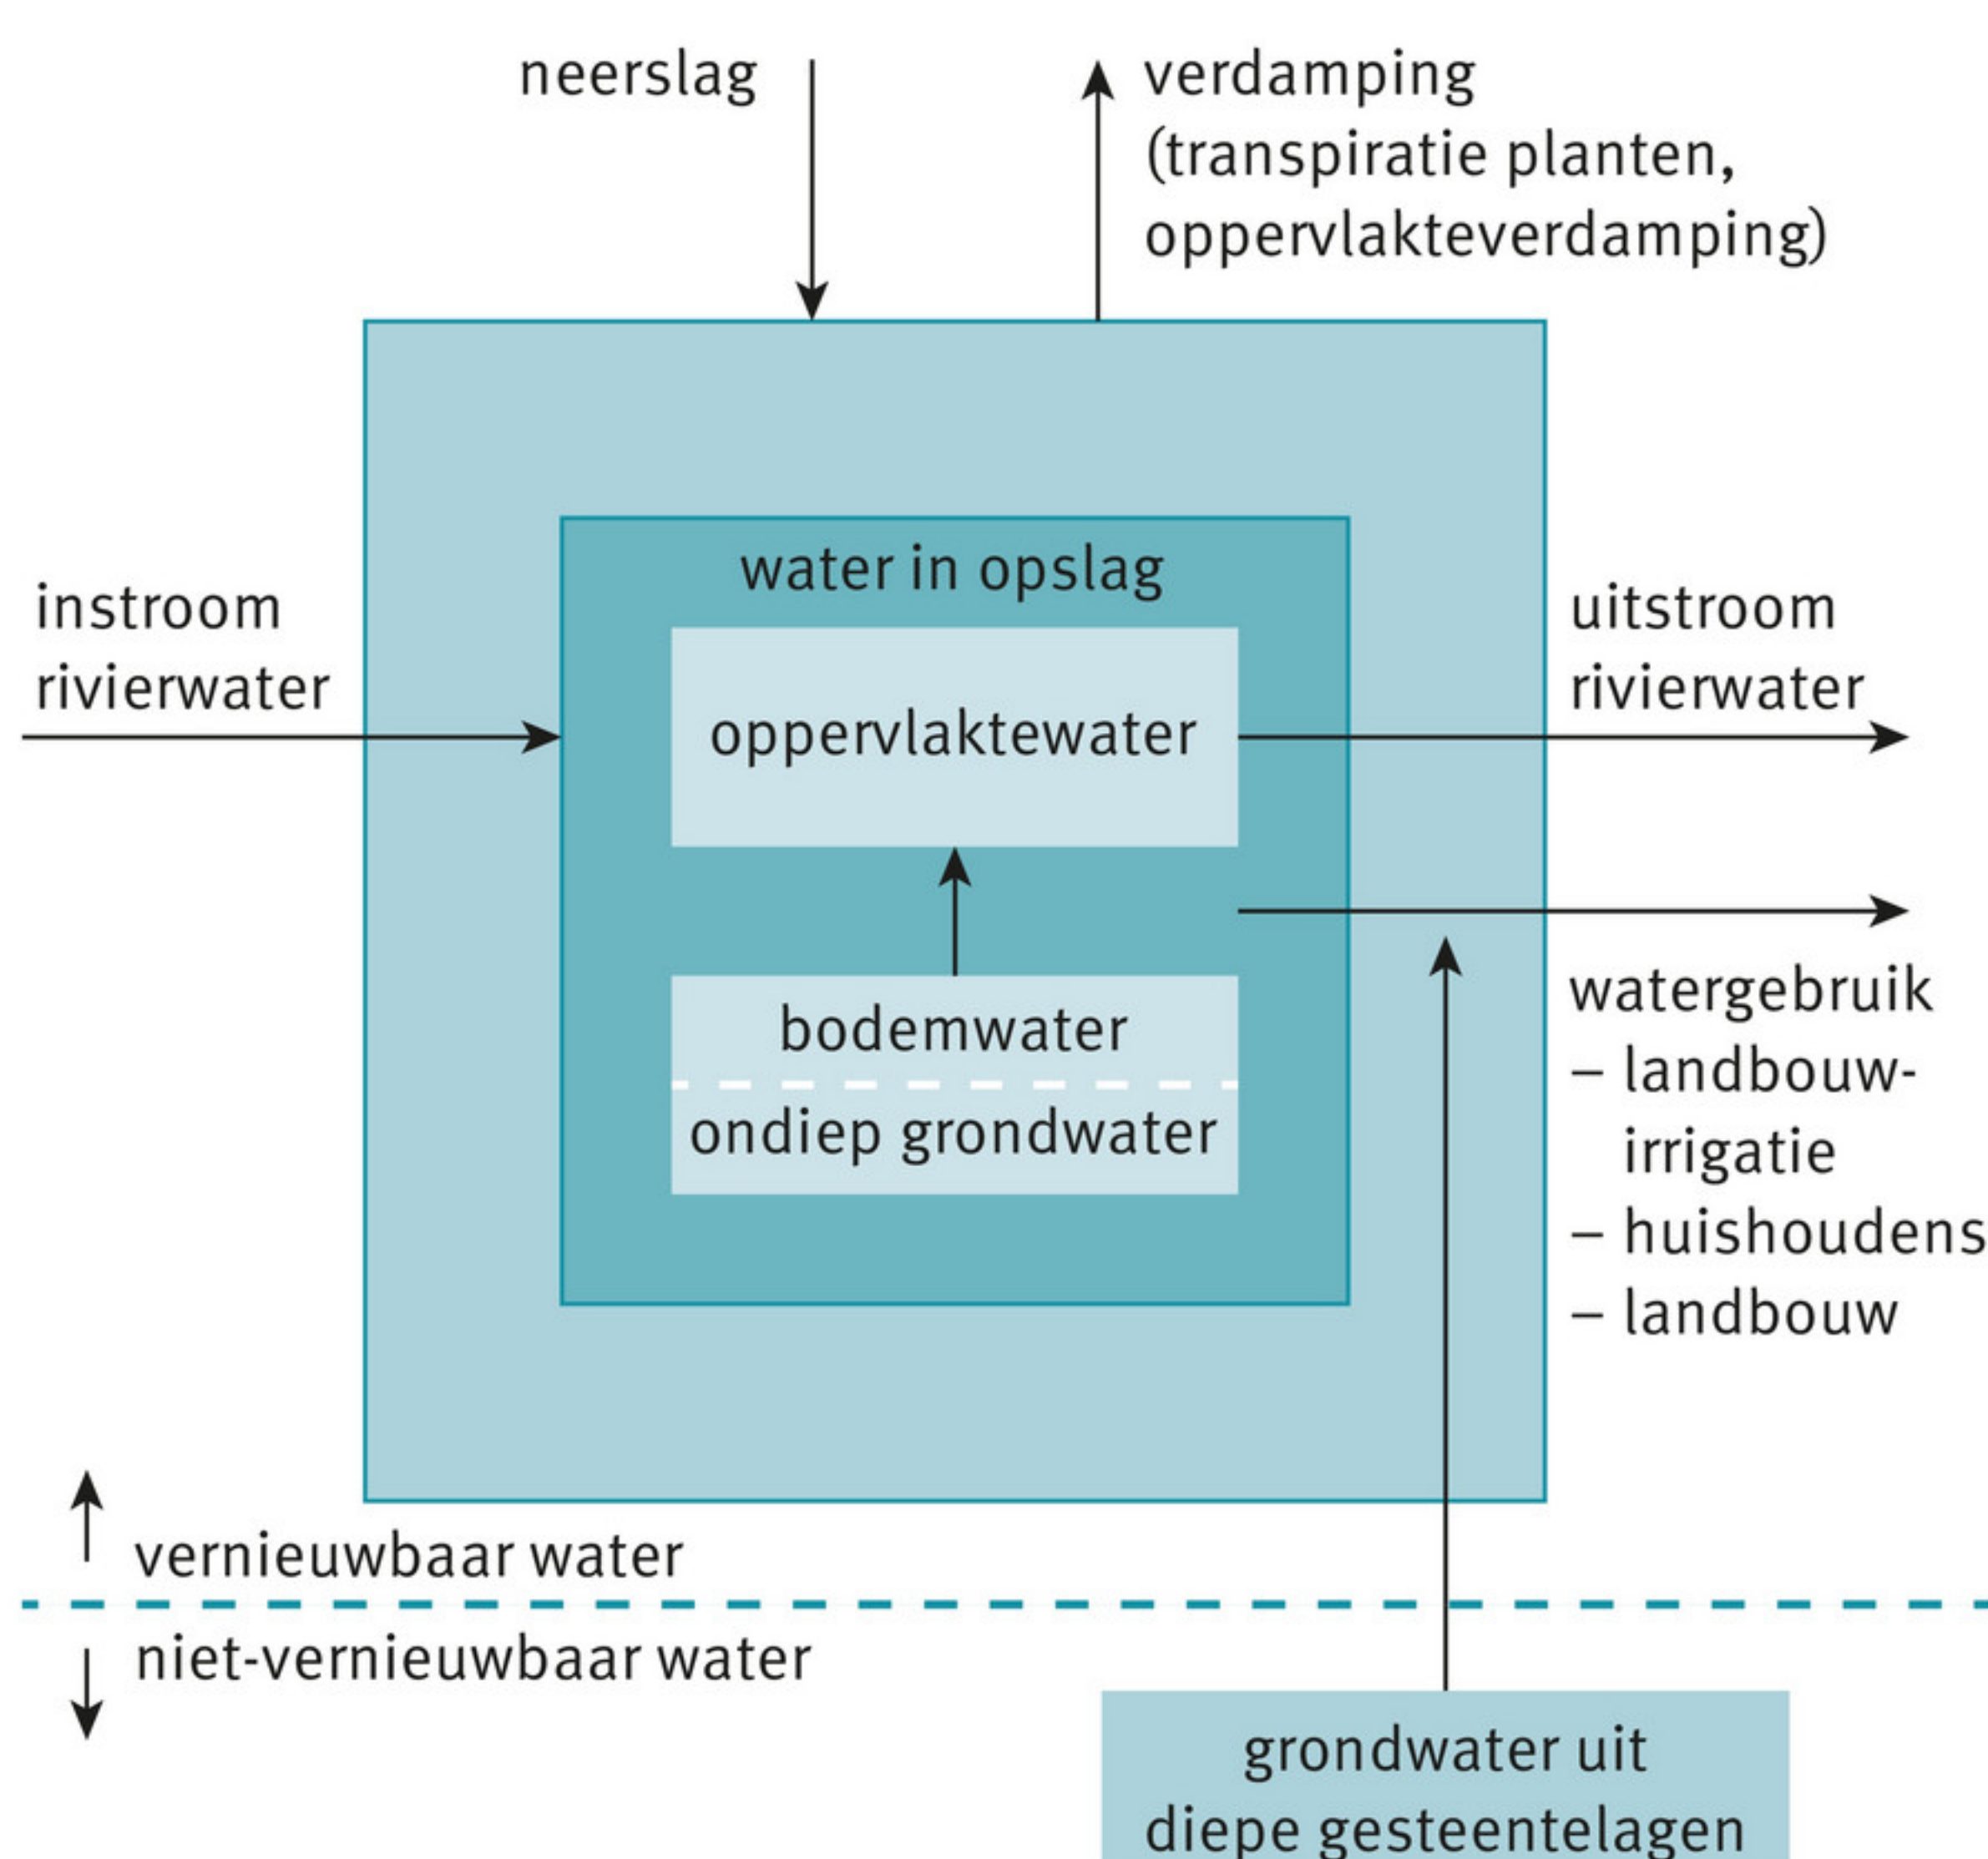 neerslag
verdamping
(transpiratie planten,
oppervlakteverdamping)
water in opslag
instroom
rivierwater
oppervlaktewater
uitstroom
rivierwater
bodemwater
ondiep grondwater
watergebruik
– landbouw-
irrigatie
– huishoudens
– landbouw
vernieuwbaar water
niet-vernieuwbaar water
grondwater uit
diepe gesteentelagen